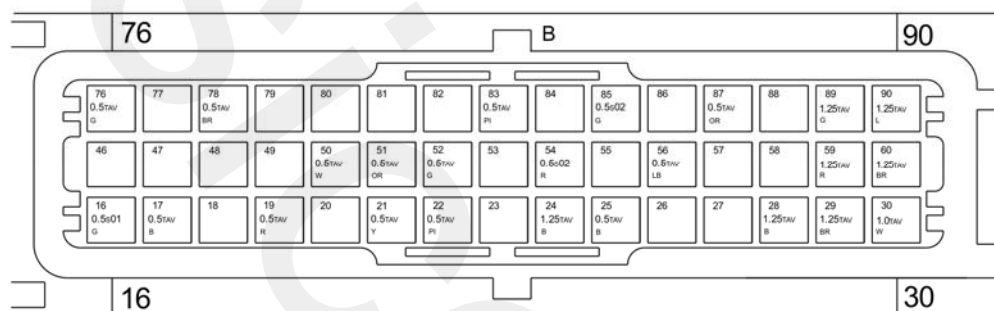 76 B 90
76 77 78 79 80 81 82 83 84 85 86 87 88 89 90
0.5TAV 0.5TAV 0.5TAV 0.5S02 0.5TAV 1.25TAV 1.25TAV
G BR PI G OR G L
46 47 48 49 50 51 52 53 54 55 56 57 58 59 60
0.5TAV 0.5TAV 0.5TAV 0.5S02 0.5TAV 1.25TAV 1.25TAV
W OR G R LB R BR
16 17 18 19 20 21 22 23 24 25 26 27 28 29 30
0.5S01 0.5TAV 0.5TAV 0.5TAV 0.5TAV 1.25TAV 0.5TAV 1.25TAV 1.25TAV 1.0TAV
G B R Y PI B B B BR W
16 30